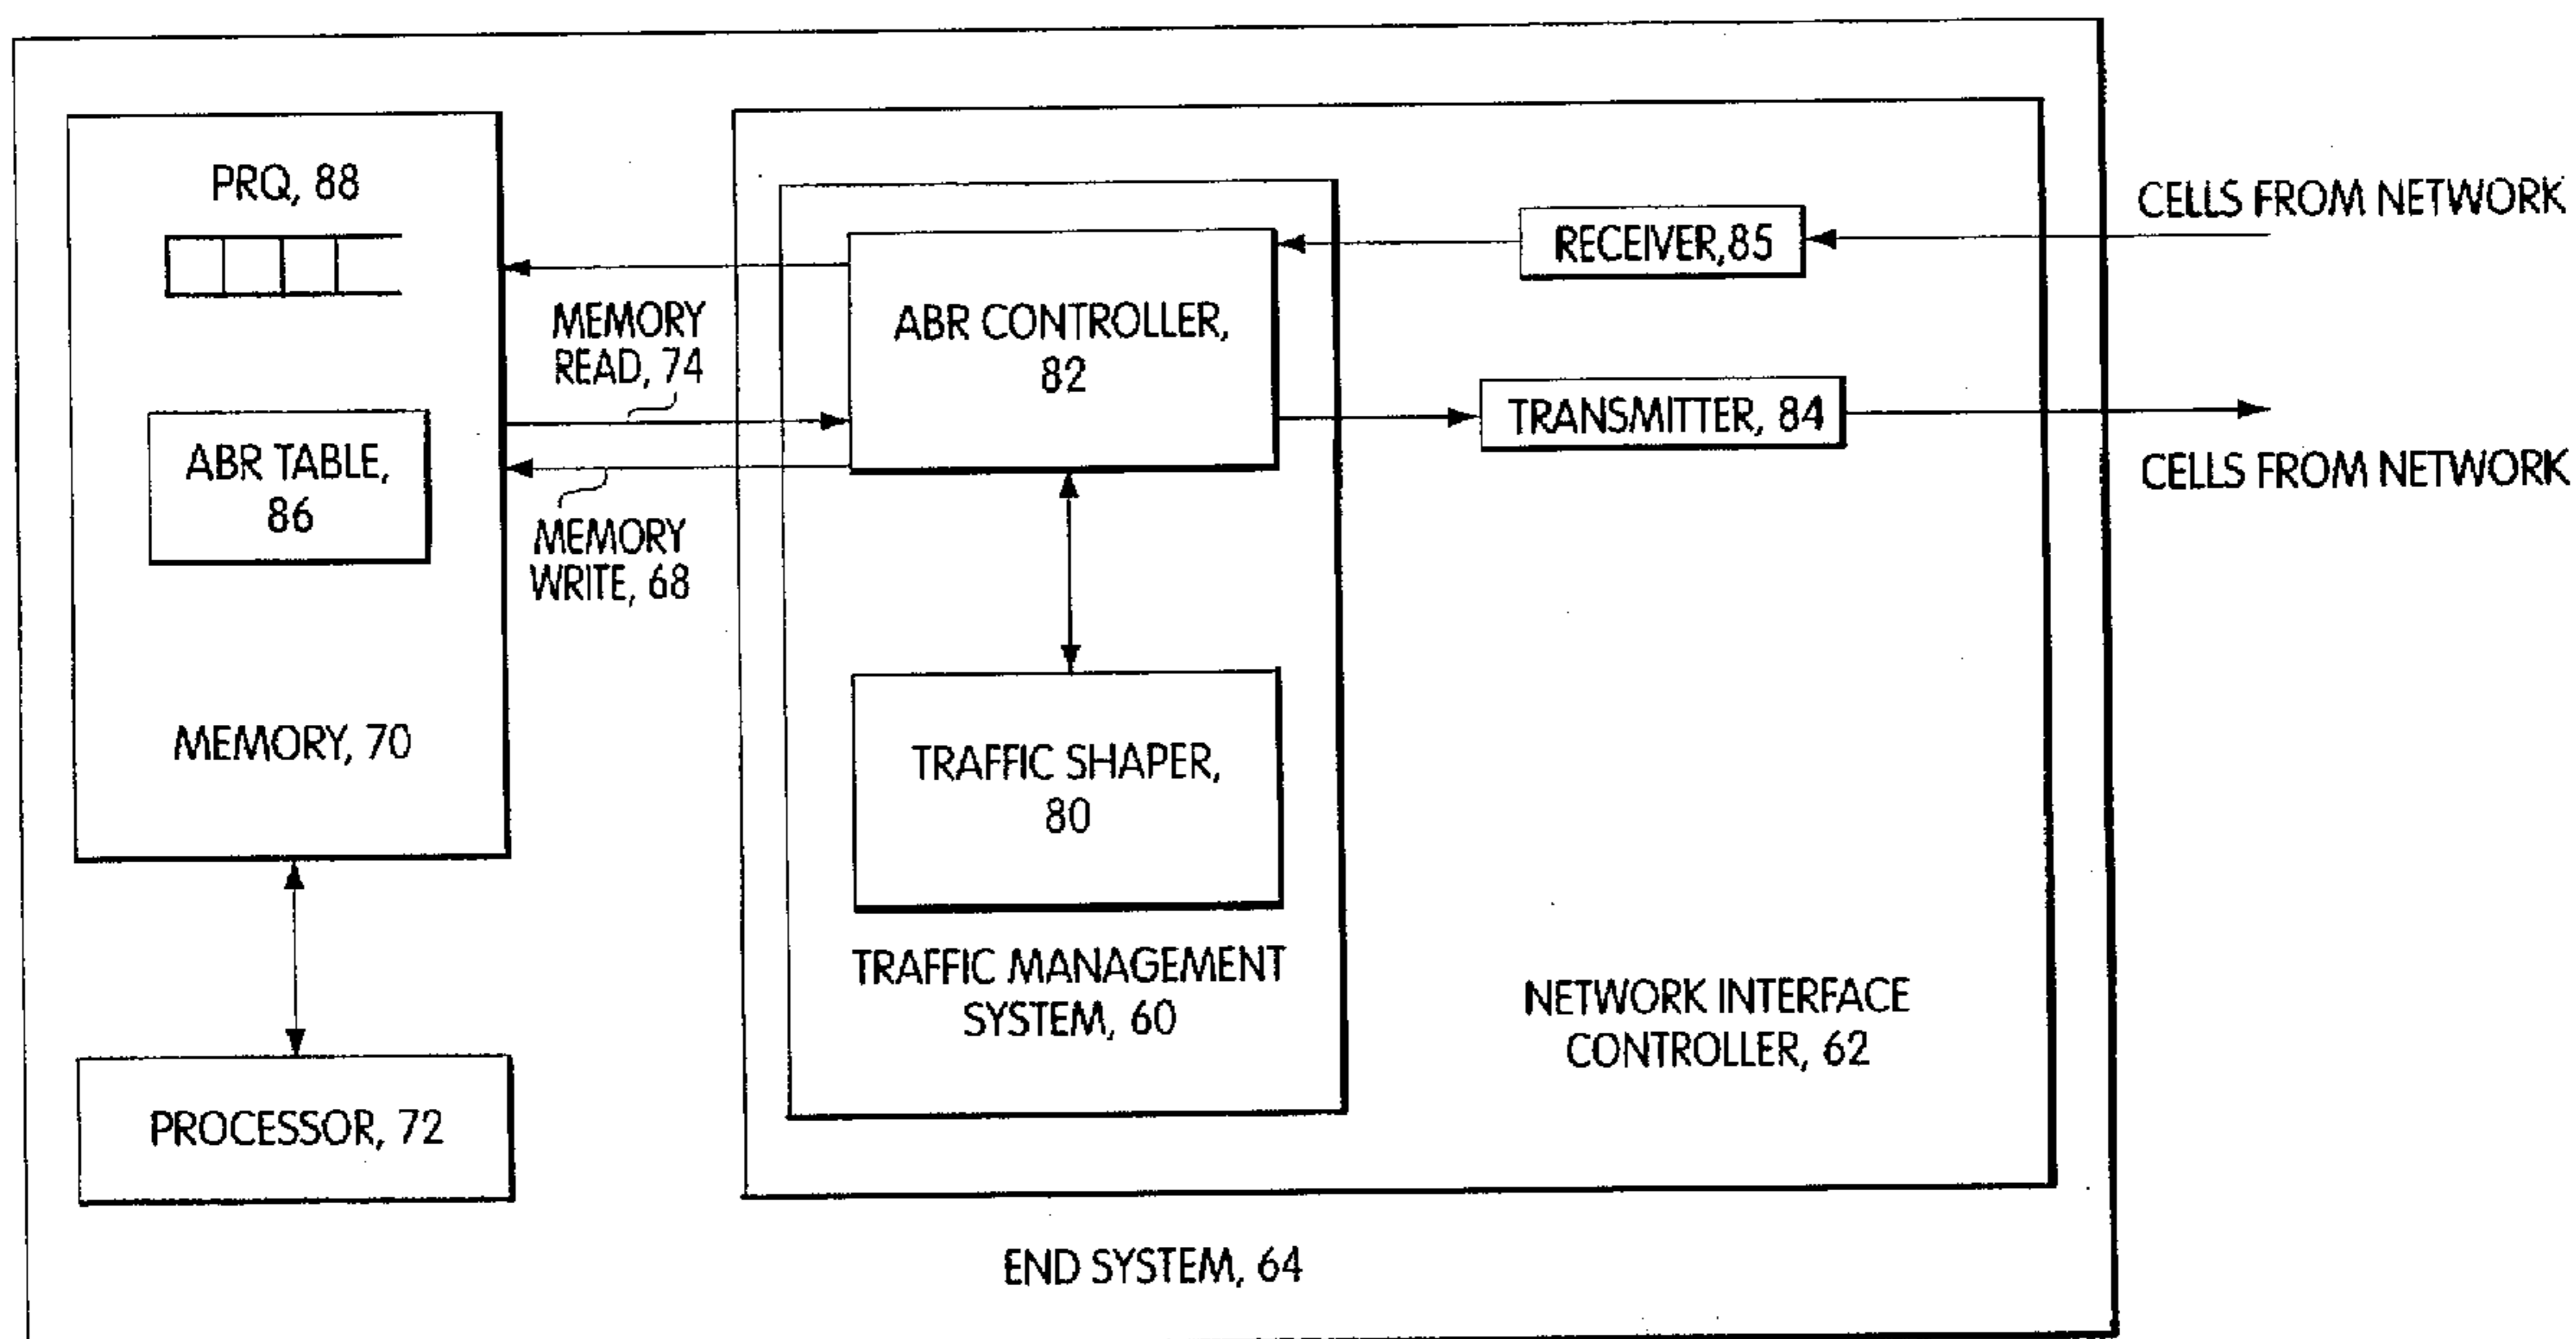 PRQ, 88
ABR TABLE,
86
MEMORY, 70
PROCESSOR, 72
MEMORY
READ, 74
MEMORY
WRITE, 68
ABR CONTROLLER,
82
TRAFFIC SHAPER,
80
TRAFFIC MANAGEMENT
SYSTEM, 60
RECEIVER,85
TRANSMITTER, 84
NETWORK INTERFACE
CONTROLLER, 62
CELLS FROM NETWORK
CELLS FROM NETWORK
END SYSTEM, 64